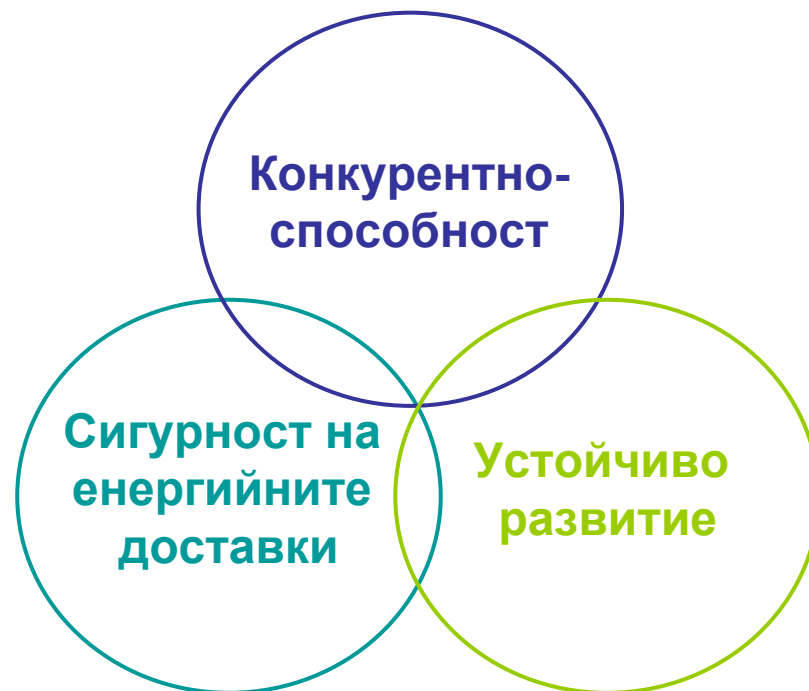 Конкурентно-
способност
Сигурност на
енергийните
доставки
Устойчиво
развитие